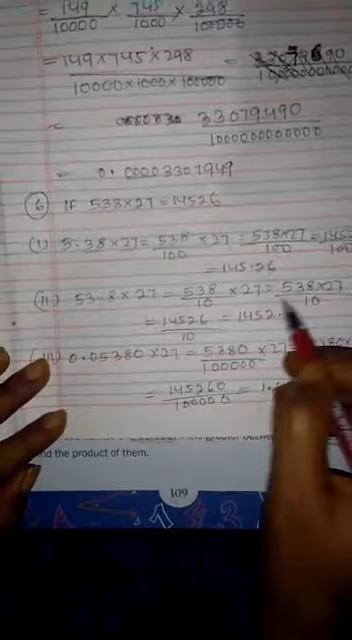 = 149/10000 × 745/1000 × 298/100000
= 149×745×298 / 10000×1000×100000 =
= 33079490 / 1000000000000
= 0.00003307949
6 IF 538×27=14526
(i) 5.38×27= 538/100 ×27 = 538×27/100 =
= 145.26
(ii) 53.8×27 = 538/10 ×27= 538×27/10
= 14526/10 = 1452.
(iii) 0.05380×27 = 5380/100000 ×27=
= 145260/100000 = 1.
nd the product of them.
109